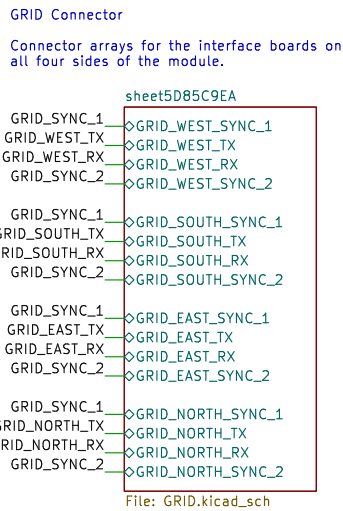 GRID Connector
Connector arrays for the interface boards on
all four sides of the module.
sheet5D85C9EA
GRID_SYNC_1 GRID_WEST_SYNC_1
GRID_WEST_TX GRID_WEST_TX
GRID_WEST_RX GRID_WEST_RX
GRID_SYNC_2 GRID_WEST_SYNC_2
GRID_SYNC_1 GRID_SOUTH_SYNC_1
GRID_SOUTH_TX GRID_SOUTH_TX
RID_SOUTH_RX GRID_SOUTH_RX
GRID_SYNC_2 GRID_SOUTH_SYNC_2
GRID_SYNC_1 GRID_EAST_SYNC_1
GRID_EAST_TX GRID_EAST_TX
GRID_EAST_RX GRID_EAST_RX
GRID_SYNC_2 GRID_EAST_SYNC_2
GRID_SYNC_1 GRID_NORTH_SYNC_1
GRID_NORTH_TX GRID_NORTH_TX
RID_NORTH_RX GRID_NORTH_RX
GRID_SYNC_2 GRID_NORTH_SYNC_2
File: GRID.kicad_sch